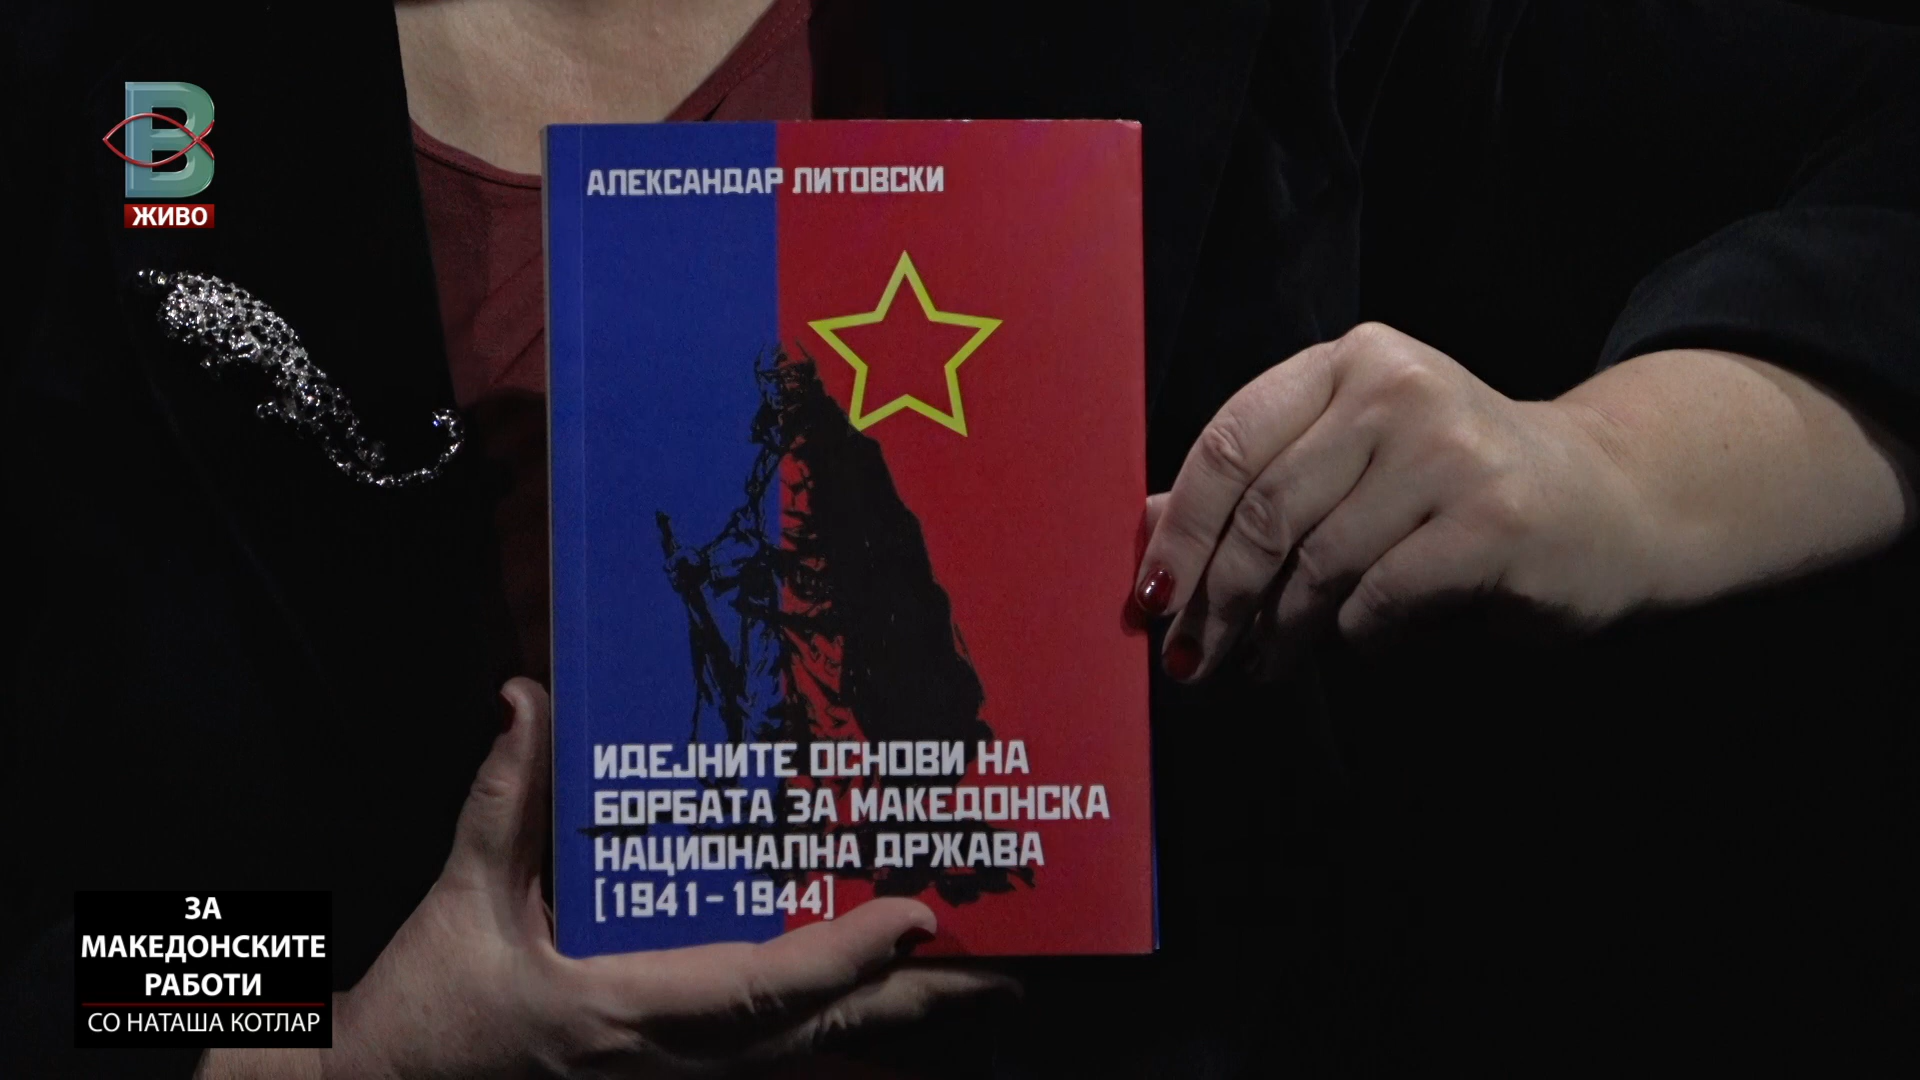 B
ЖИВО
АЛЕКСАНДАР ЛИТОВСКИ
ИДЕЈНИТЕ ОСНОВИ НА
БОРБАТА ЗА МАКЕДОНСКА
НАЦИОНАЛНА ДРЖАВА
[1941-1944]
ЗА
МАКЕДОНСКИТЕ
РАБОТИ
СО НАТАША КОТЛАР